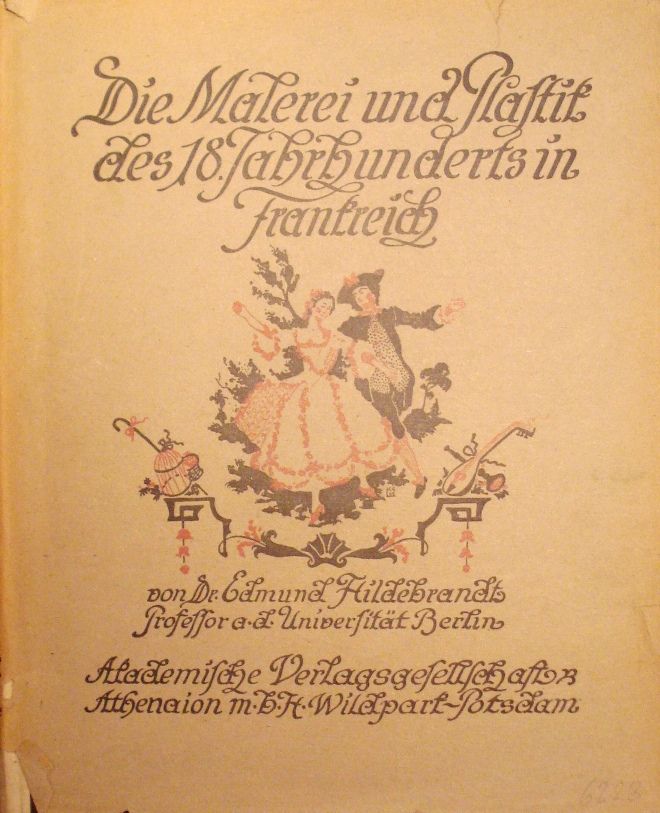 Die Malerei und Plastik
des 18. Jahrhunderts in
Frankreich
von Dr. Edmund Hildebrandt
Professor a. d. Universität Berlin
Akademische Verlagsgesellschaft
Athenaion m. b. H. Wildpark-Potsdam
6223